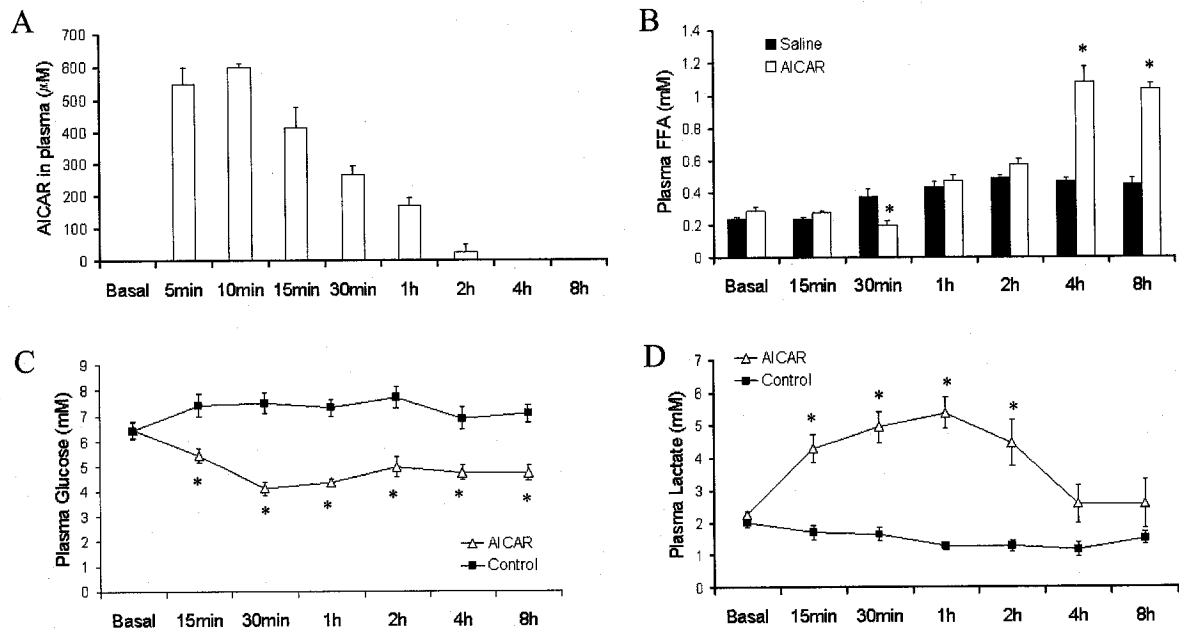 A
AICAR in plasma (µM)
700
600
500
400
300
200
100
0
Basal 5min 10min 15min 30min 1h 2h 4h 8h
B
Saline
AICAR
Plasma FFA (mM)
1.4
1.2
1
0.8
0.6
0.4
0.2
0
*
*
*
Basal 15min 30min 1h 2h 4h 8h
C
Plasma Glucose (mM)
9
8
7
6
5
4
3
2
1
0
* * * * * *
AICAR
Control
Basal 15min 30min 1h 2h 4h 8h
D
AICAR
Control
Plasma Lactate (mM)
7
6
5
4
3
2
1
0
* * * *
Basal 15min 30min 1h 2h 4h 8h